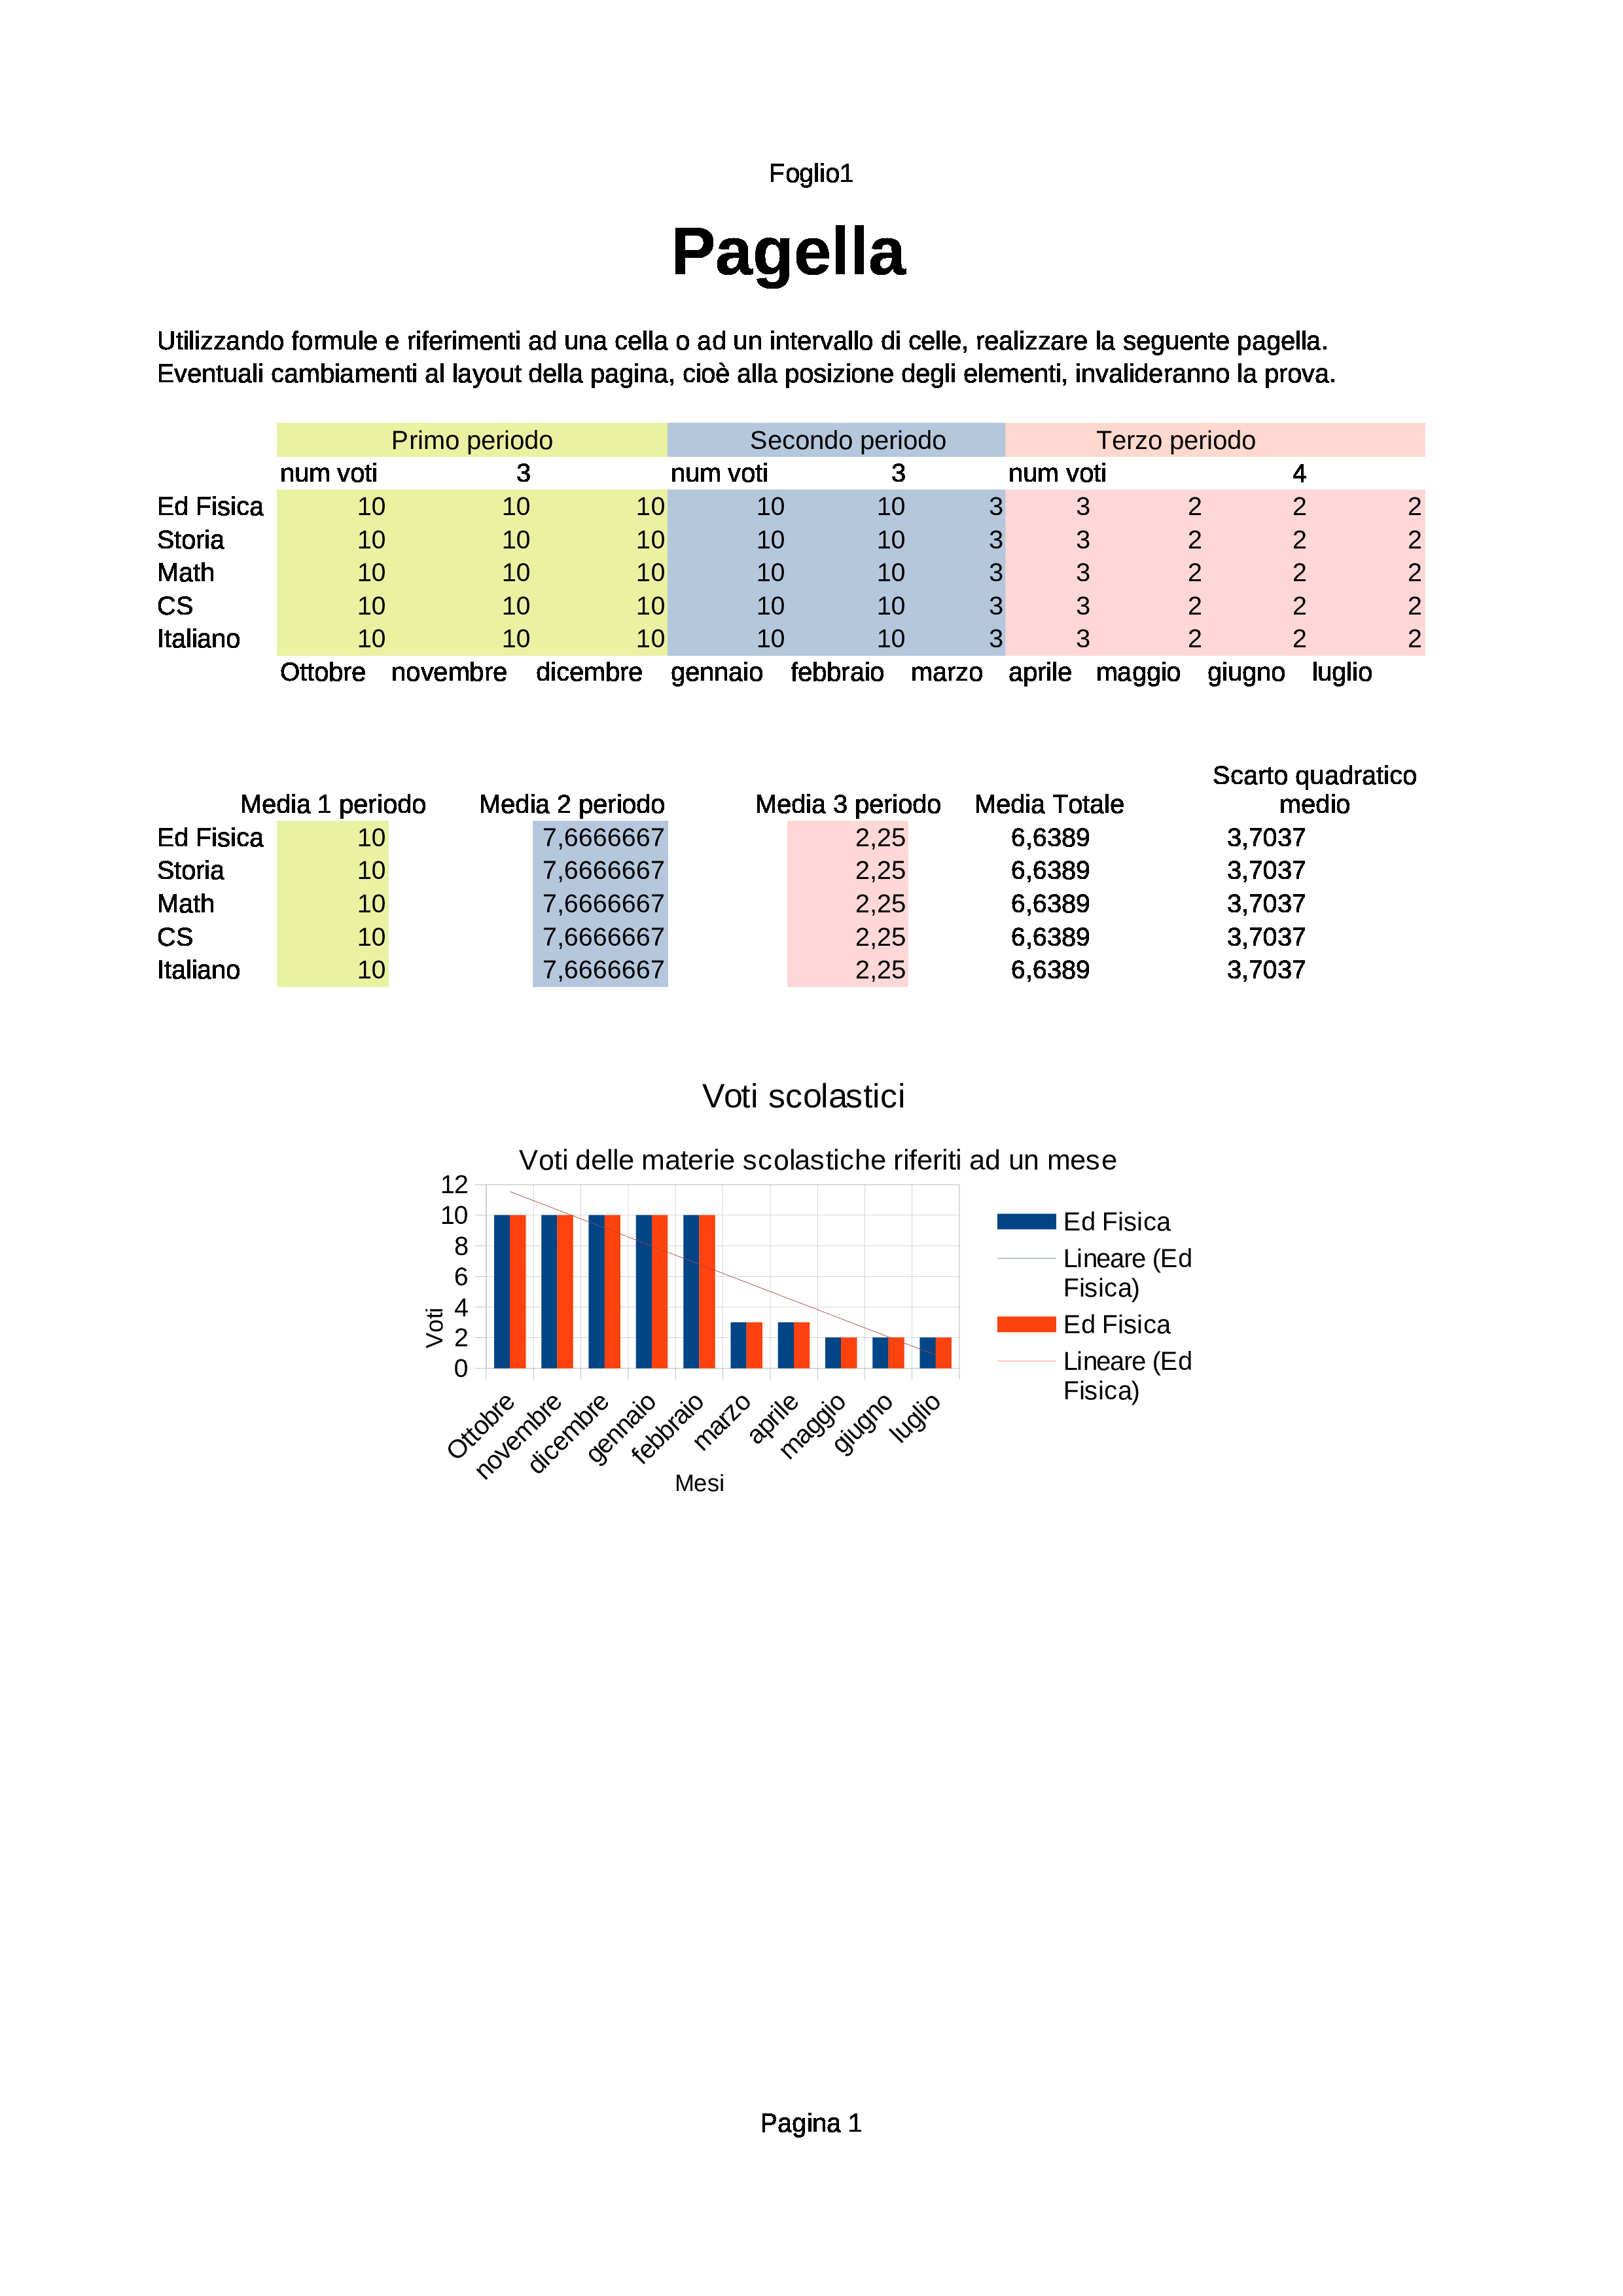 Foglio1
Pagella
Utilizzando formule e riferimenti ad una cella o ad un intervallo di celle, realizzare la seguente pagella.
Eventuali cambiamenti al layout della pagina, cioè alla posizione degli elementi, invalideranno la prova.
Primo periodo Secondo periodo Terzo periodo
num voti 3 num voti 3 num voti 4
Ed Fisica 10 10 10 10 10 3 3 2 2 2
Storia 10 10 10 10 10 3 3 2 2 2
Math 10 10 10 10 10 3 3 2 2 2
CS 10 10 10 10 10 3 3 2 2 2
Italiano 10 10 10 10 10 3 3 2 2 2
Ottobre novembre dicembre gennaio febbraio marzo aprile maggio giugno luglio
Media 1 periodo Media 2 periodo Media 3 periodo Media Totale Scarto quadratico
medio
Ed Fisica 10 7,6666667 2,25 6,6389 3,7037
Storia 10 7,6666667 2,25 6,6389 3,7037
Math 10 7,6666667 2,25 6,6389 3,7037
CS 10 7,6666667 2,25 6,6389 3,7037
Italiano 10 7,6666667 2,25 6,6389 3,7037
Voti scolastici
Voti delle materie scolastiche riferiti ad un mese
12
10
8
6
4
2
0
Voti
Ottobre novembre dicembre gennaio febbraio marzo aprile maggio giugno luglio
Mesi
Ed Fisica
Lineare (Ed
Fisica)
Ed Fisica
Lineare (Ed
Fisica)
Pagina 1